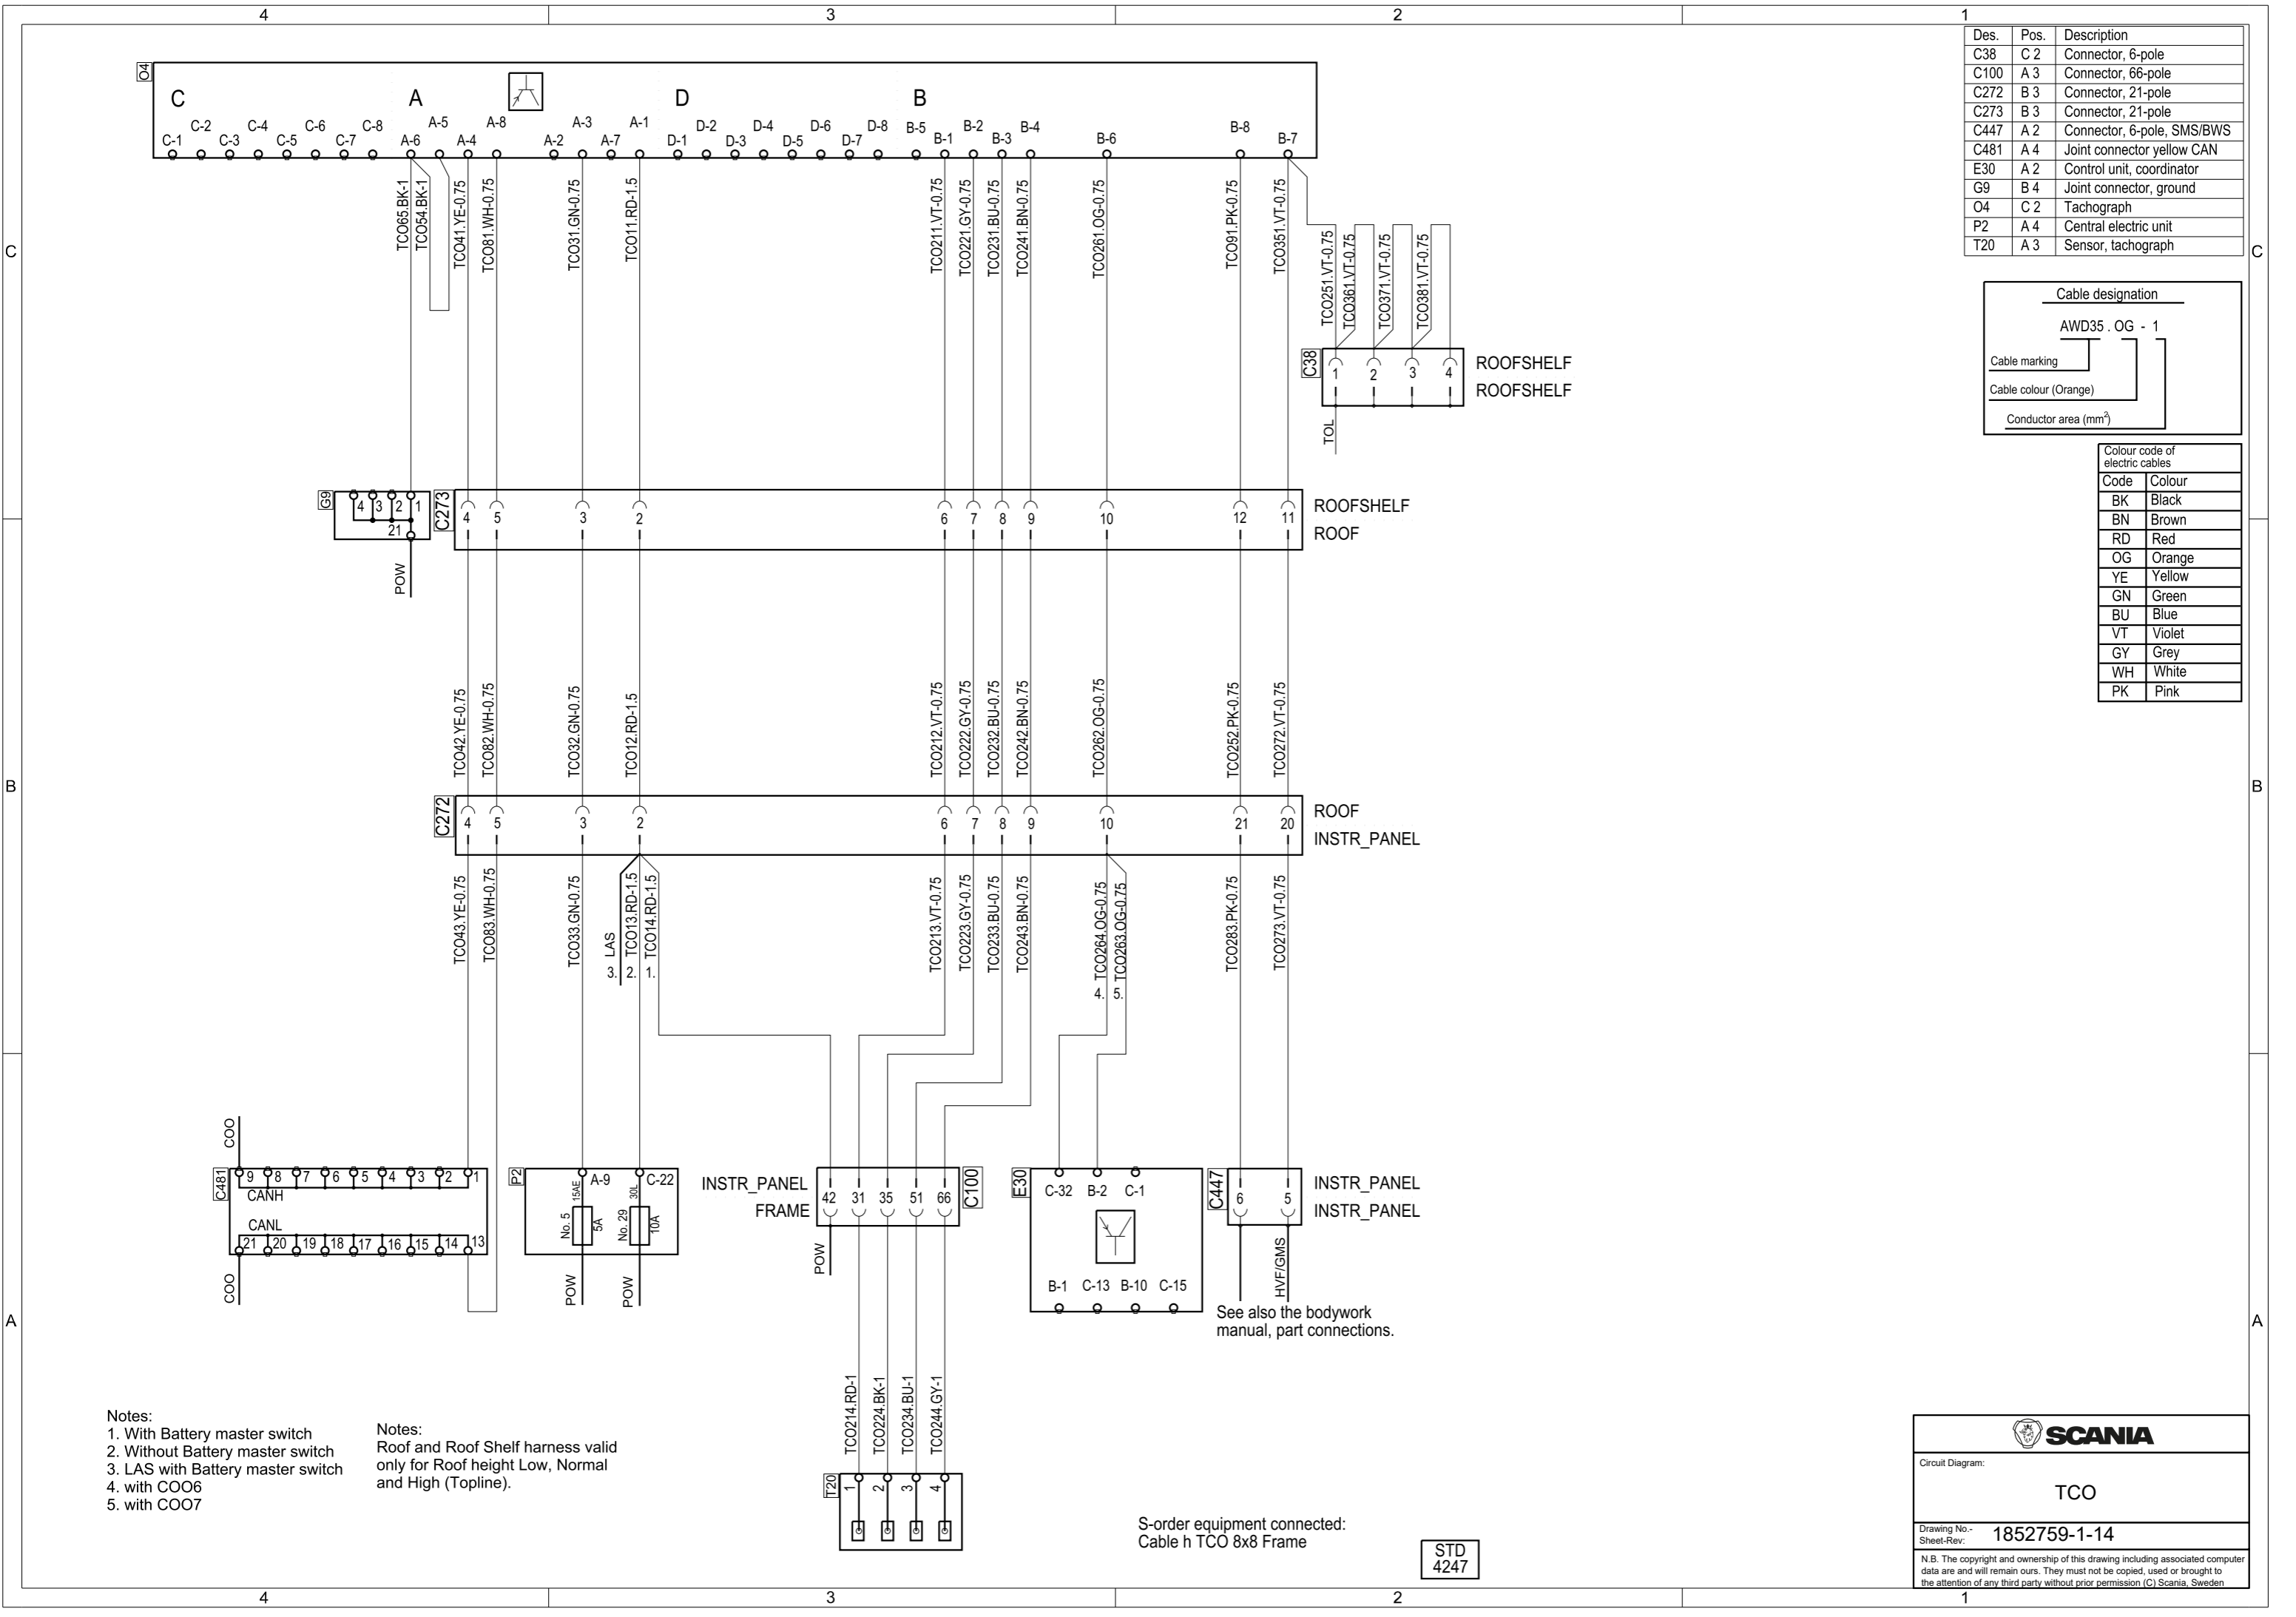 4 3 2 1
Des. Pos. Description
C38 C 2 Connector, 6-pole
C100 A 3 Connector, 66-pole
C272 B 3 Connector, 21-pole
C273 B 3 Connector, 21-pole
C447 A 2 Connector, 6-pole, SMS/BWS
C481 A 4 Joint connector yellow CAN
E30 A 2 Control unit, coordinator
G9 B 4 Joint connector, ground
O4 C 2 Tachograph
P2 A 4 Central electric unit
T20 A 3 Sensor, tachograph
O4
C A D B
C-1 C-2 C-3 C-4 C-5 C-6 C-7 C-8 A-6 A-5 A-4 A-8 A-2 A-3 A-7 A-1 D-1 D-2 D-3 D-4 D-5 D-6 D-7 D-8 B-5 B-1 B-2 B-3 B-4 B-6 B-8 B-7
TCO65.BK-1
TCO54.BK-1
TCO41.YE-0.75
TCO81.WH-0.75
TCO31.GN-0.75
TCO11.RD-1.5
TCO211.VT-0.75
TCO221.GY-0.75
TCO231.BU-0.75
TCO241.BN-0.75
TCO261.OG-0.75
TCO91.PK-0.75
TCO351.VT-0.75
TCO251.VT-0.75
TCO361.VT-0.75
TCO371.VT-0.75
TCO381.VT-0.75
C C
Cable designation
AWD35 . OG - 1
Cable marking
Cable colour (Orange)
Conductor area (mm²)
C38
1 2 3 4
ROOFSHELF
ROOFSHELF
TOL
Colour code of
electric cables
Code Colour
BK Black
BN Brown
RD Red
OG Orange
YE Yellow
GN Green
BU Blue
VT Violet
GY Grey
WH White
PK Pink
G9
4 3 2 1
21
POW
C273
4 5 3 2 6 7 8 9 10 12 11
ROOFSHELF
ROOF
TCO42.YE-0.75
TCO82.WH-0.75
TCO32.GN-0.75
TCO12.RD-1.5
TCO212.VT-0.75
TCO222.GY-0.75
TCO232.BU-0.75
TCO242.BN-0.75
TCO262.OG-0.75
TCO252.PK-0.75
TCO272.VT-0.75
B B
C272
4 5 3 2 6 7 8 9 10 21 20
ROOF
INSTR_PANEL
TCO43.YE-0.75
TCO83.WH-0.75
TCO33.GN-0.75
3. LAS
2. TCO13.RD-1.5
1. TCO14.RD-1.5
TCO213.VT-0.75
TCO223.GY-0.75
TCO233.BU-0.75
TCO243.BN-0.75
4. TCO264.OG-0.75
5. TCO263.OG-0.75
TCO283.PK-0.75
TCO273.VT-0.75
COO
C481
9 8 7 6 5 4 3 2 1
CANH
CANL
21 20 19 18 17 16 15 14 13
COO
P2
A-9 C-22
15AE 30L
No. 5 5A
No. 29 10A
POW POW
INSTR_PANEL
FRAME
42 31 35 51 66
C100
POW
E30
C-32 B-2 C-1
B-1 C-13 B-10 C-15
C447
6 5
INSTR_PANEL
INSTR_PANEL
HVF/GMS
See also the bodywork
manual, part connections.
A A
TCO214.RD-1
TCO224.BK-1
TCO234.BU-1
TCO244.GY-1
T20
1 2 3 4
Notes:
1. With Battery master switch
2. Without Battery master switch
3. LAS with Battery master switch
4. with COO6
5. with COO7
Notes:
Roof and Roof Shelf harness valid
only for Roof height Low, Normal
and High (Topline).
S-order equipment connected:
Cable h TCO 8x8 Frame
STD
4247
SCANIA
Circuit Diagram:
TCO
Drawing No.-
Sheet-Rev: 1852759-1-14
N.B. The copyright and ownership of this drawing including associated computer
data are and will remain ours. They must not be copied, used or brought to
the attention of any third party without prior permission (C) Scania, Sweden
4 3 2 1